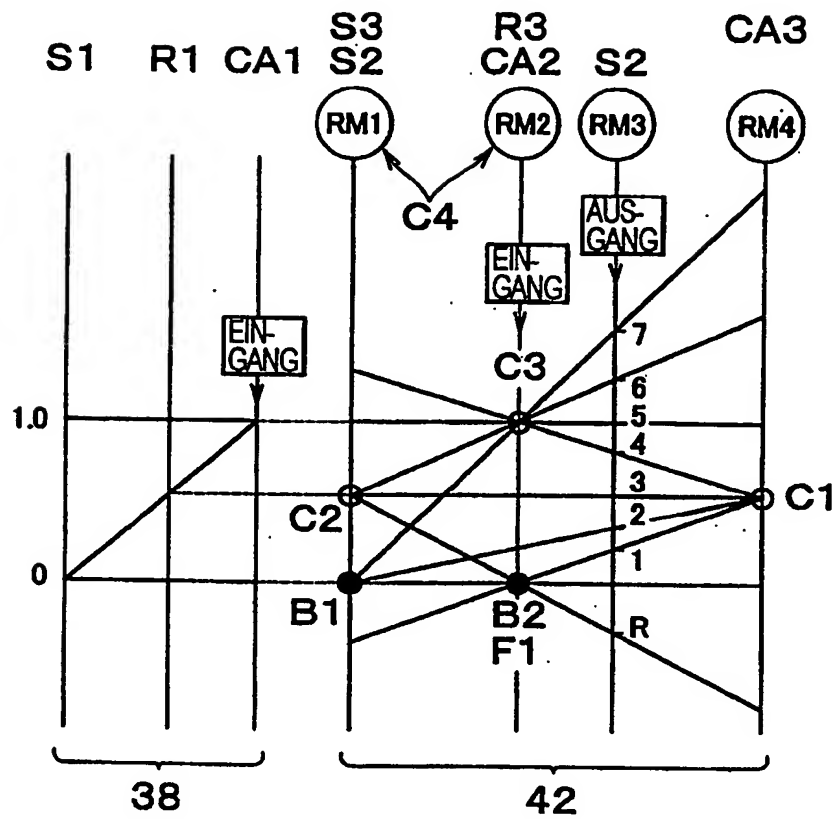 S3 R3 CA3
S1 R1 CA1 S2 CA2 S2
RM1 RM2 RM3 RM4
C4
AUS-
GANG
EIN-
GANG
EIN-
GANG
7
C3
6
1.0 5
4
3
C2 C1
2
0 1
B1 B2 R
F1
38 42